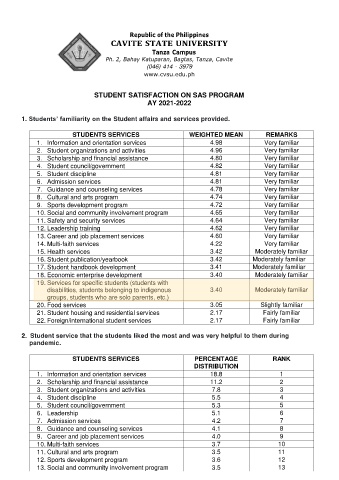 Republic of the Philippines
CAVITE STATE UNIVERSITY
Tanza Campus
Ph. 2, Bahay Katuparan, Bagtas, Tanza, Cavite
(046) 414 - 3979
www.cvsu.edu.ph
STUDENT SATISFACTION ON SAS PROGRAM
AY 2021-2022
1. Students' familiarity on the Student affairs and services provided.
STUDENTS SERVICES WEIGHTED MEAN REMARKS
1. Information and orientation services 4.98 Very familiar
2. Student organizations and activities 4.96 Very familiar
3. Scholarship and financial assistance 4.80 Very familiar
4. Student council/government 4.82 Very familiar
5. Student discipline 4.81 Very familiar
6. Admission services 4.81 Very familiar
7. Guidance and counseling services 4.78 Very familiar
8. Cultural and arts program 4.74 Very familiar
9. Sports development program 4.72 Very familiar
10. Social and community involvement program 4.65 Very familiar
11. Safety and security services 4.64 Very familiar
12. Leadership training 4.62 Very familiar
13. Career and job placement services 4.60 Very familiar
14. Multi-faith services 4.22 Very familiar
15. Health services 3.42 Moderately familiar
16. Student publication/yearbook 3.42 Moderately familiar
17. Student handbook development 3.41 Moderately familiar
18. Economic enterprise development 3.40 Moderately familiar
19. Services for specific students (students with
disabilities, students belonging to indigenous 3.40 Moderately familiar
groups, students who are solo parents, etc.)
20. Food services 3.05 Slightly familiar
21. Student housing and residential services 2.17 Fairly familiar
22. Foreign/International student services 2.17 Fairly familiar
2. Student service that the students liked the most and was very helpful to them during
pandemic.
STUDENTS SERVICES PERCENTAGE RANK
DISTRIBUTION
1. Information and orientation services 18.8 1
2. Scholarship and financial assistance 11.2 2
3. Student organizations and activities 7.8 3
4. Student discipline 5.5 4
5. Student council/government 5.3 5
6. Leadership 5.1 6
7. Admission services 4.2 7
8. Guidance and counseling services 4.1 8
9. Career and job placement services 4.0 9
10. Multi-faith services 3.7 10
11. Cultural and arts program 3.5 11
12. Sports development program 3.6 12
13. Social and community involvement program 3.5 13